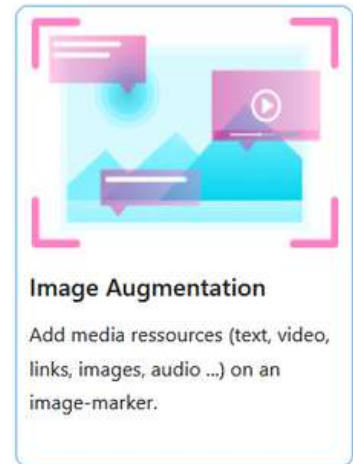 Image Augmentation
Add media ressources (text, video,
links, images, audio ...) on an
image-marker.